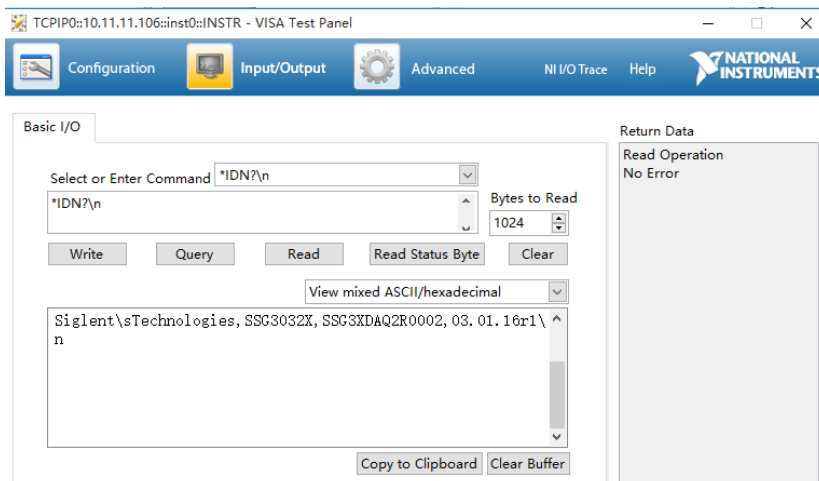 TCPIP0::10.11.11.106::inst0::INSTR - VISA Test Panel
Configuration
Input/Output
Advanced
NI I/O Trace
Help
NATIONAL
INSTRUMENTS
Basic I/O
Return Data
Select or Enter Command
*IDN?\n
*IDN?\n
Bytes to Read
1024
Write
Query
Read
Read Status Byte
Clear
View mixed ASCII/hexadecimal
Siglent\sTechnologies,SSG3032X,SSG3XDAQ2R0002,03.01.16r1\
n
Copy to Clipboard
Clear Buffer
Read Operation
No Error